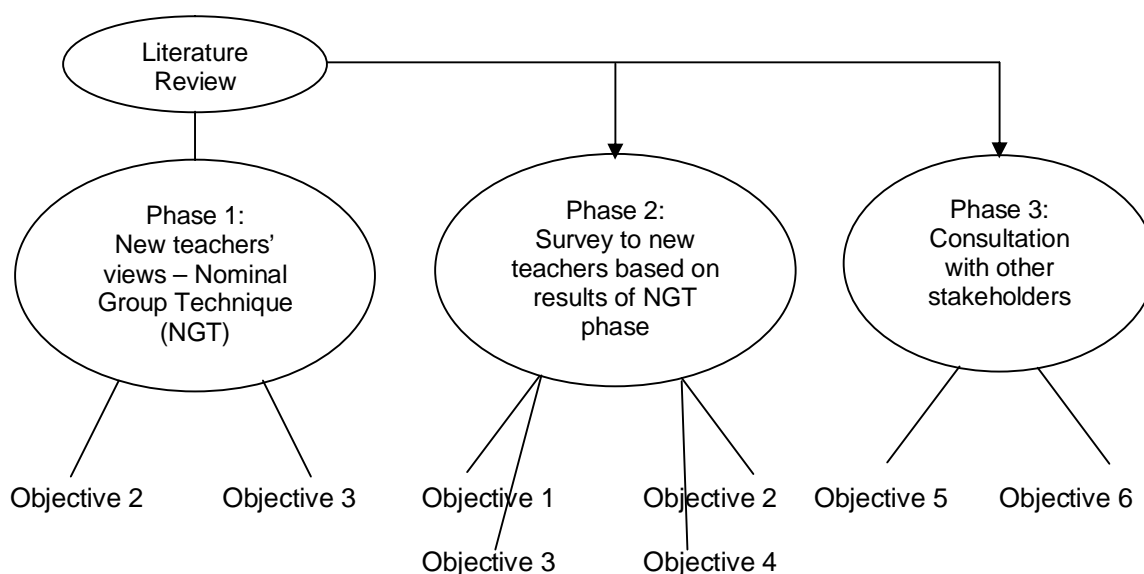 Literature
Review
Phase 1:
New teachers'
views – Nominal
Group Technique
(NGT)
Phase 2:
Survey to new
teachers based on
results of NGT
phase
Phase 3:
Consultation
with other
stakeholders
Objective 2
Objective 3
Objective 1
Objective 2
Objective 5
Objective 6
Objective 3
Objective 4